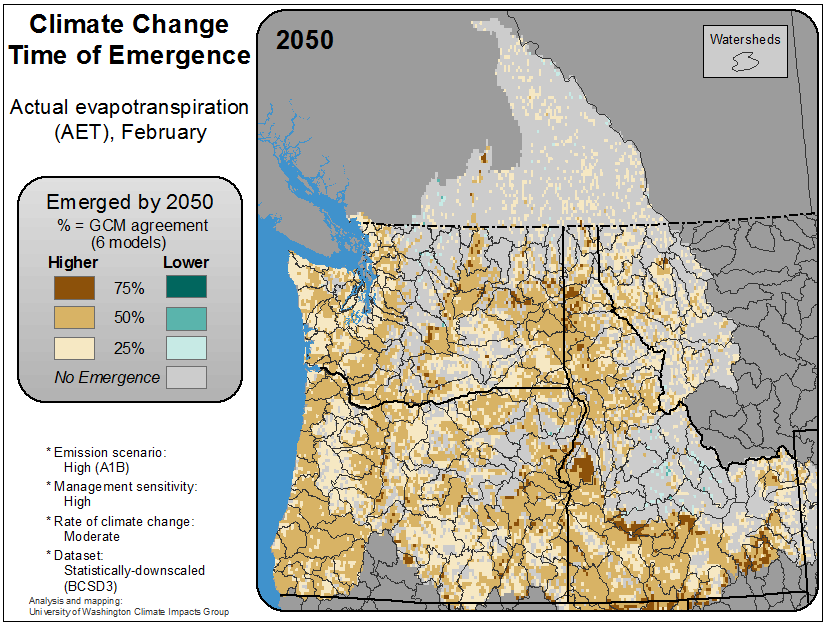 Climate Change
Time of Emergence
Actual evapotranspiration
(AET), February
Emerged by 2050
% = GCM agreement
(6 models)
Higher Lower
75%
50%
25%
No Emergence
* Emission scenario:
High (A1B)
* Management sensitivity:
High
* Rate of climate change:
Moderate
* Dataset:
Statistically-downscaled
(BCSD3)
Analysis and mapping:
University of Washington Climate Impacts Group
2050
Watersheds